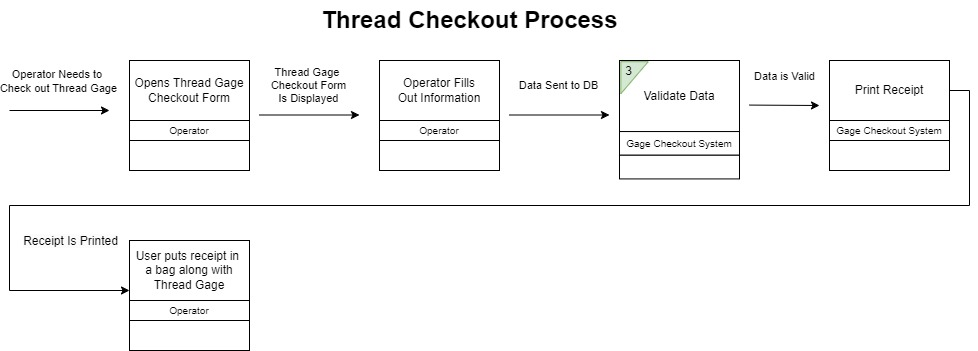 Thread Checkout Process
Operator Needs to
Check out Thread Gage
Opens Thread Gage
Checkout Form
Operator
Thread Gage
Checkout Form
Is Displayed
Operator Fills
Out Information
Operator
Data Sent to DB
3
Validate Data
Gage Checkout System
Data is Valid
Print Receipt
Gage Checkout System
Receipt Is Printed
User puts receipt in
a bag along with
Thread Gage
Operator